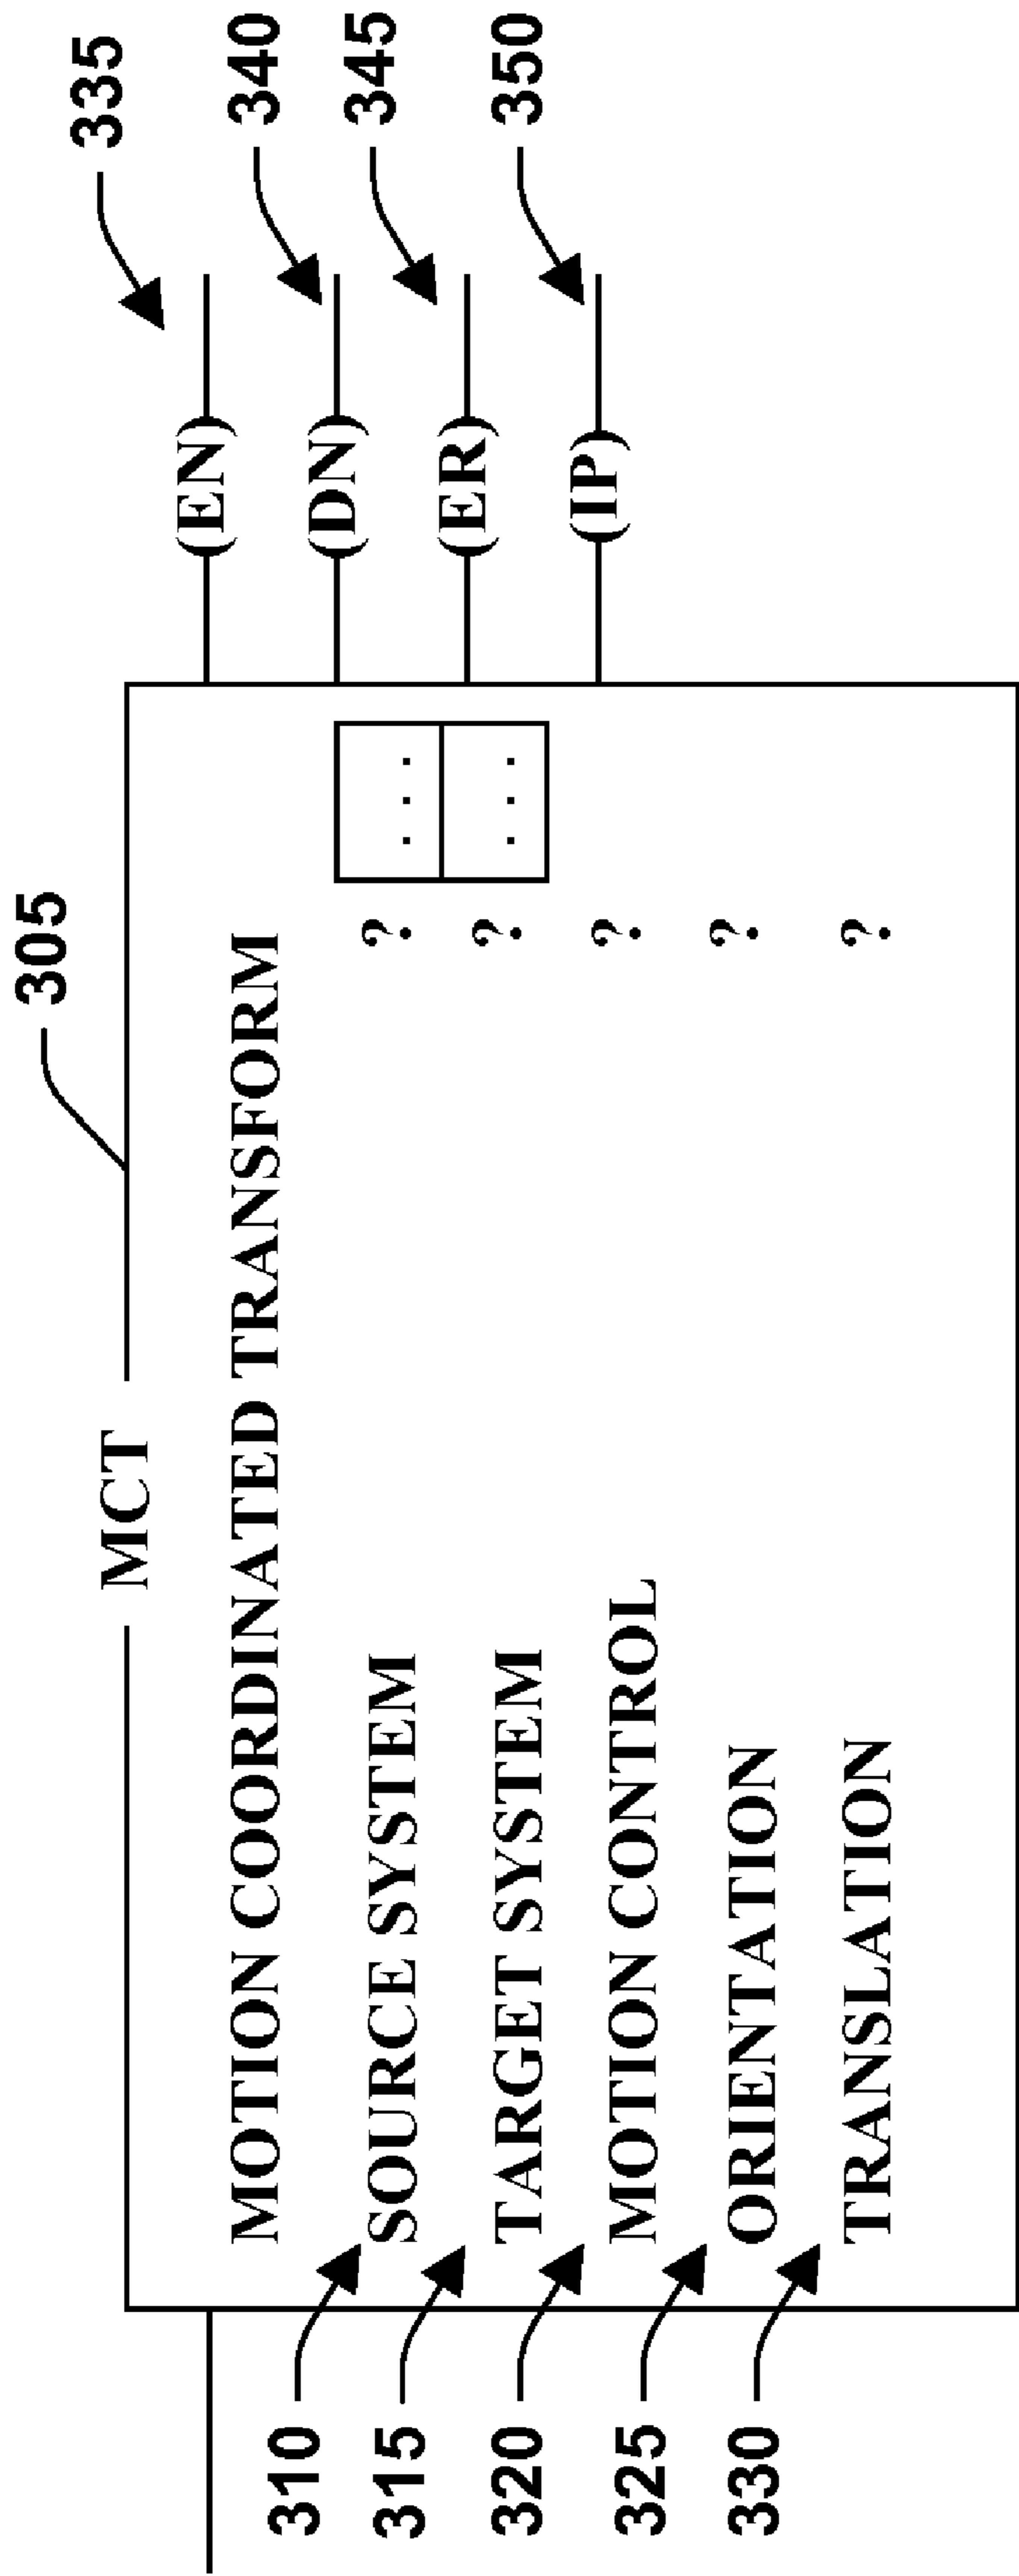 305
MCT
MOTION COORDINATED TRANSFORM
335
(EN)
310
SOURCE SYSTEM ? ...
340
(DN)
315
TARGET SYSTEM ? ...
345
(ER)
320
MOTION CONTROL ?
350
(IP)
325
ORIENTATION ?
330
TRANSLATION ?